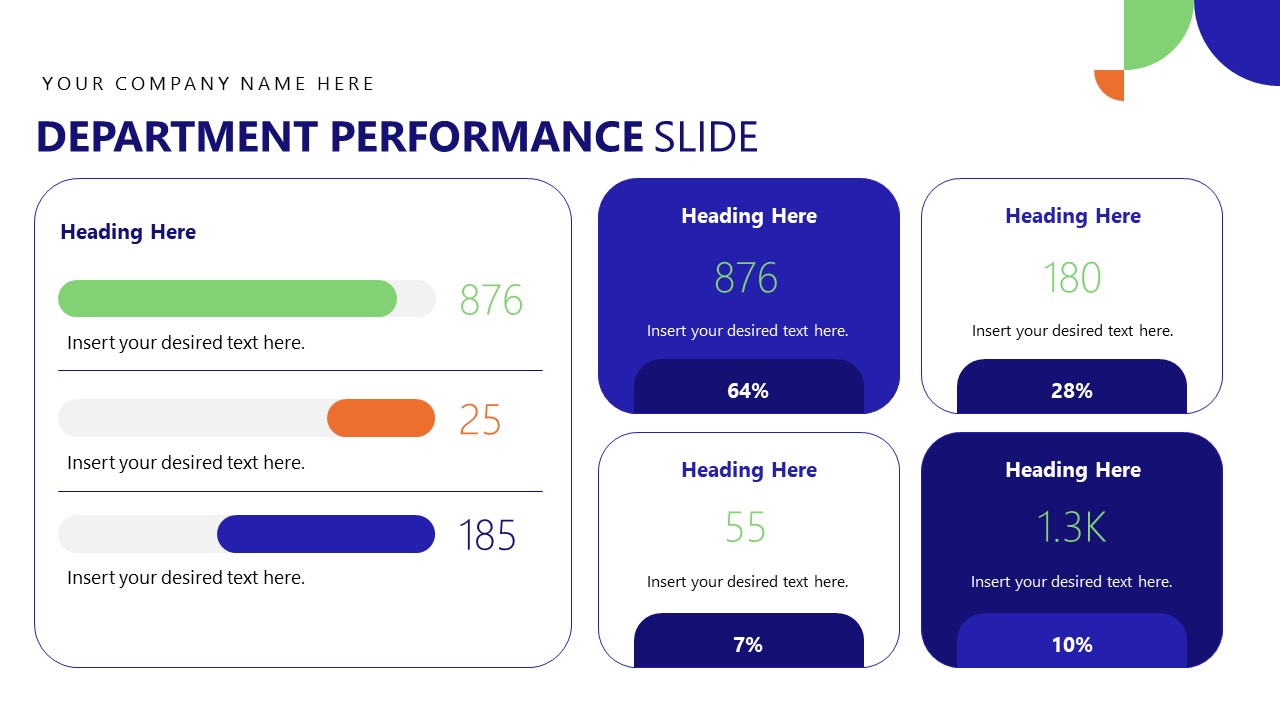 YOUR COMPANY NAME HERE
DEPARTMENT PERFORMANCE SLIDE
Heading Here
876
Insert your desired text here.
25
Insert your desired text here.
185
Insert your desired text here.
Heading Here
876
Insert your desired text here.
64%
Heading Here
180
Insert your desired text here.
28%
Heading Here
55
Insert your desired text here.
7%
Heading Here
1.3K
Insert your desired text here.
10%